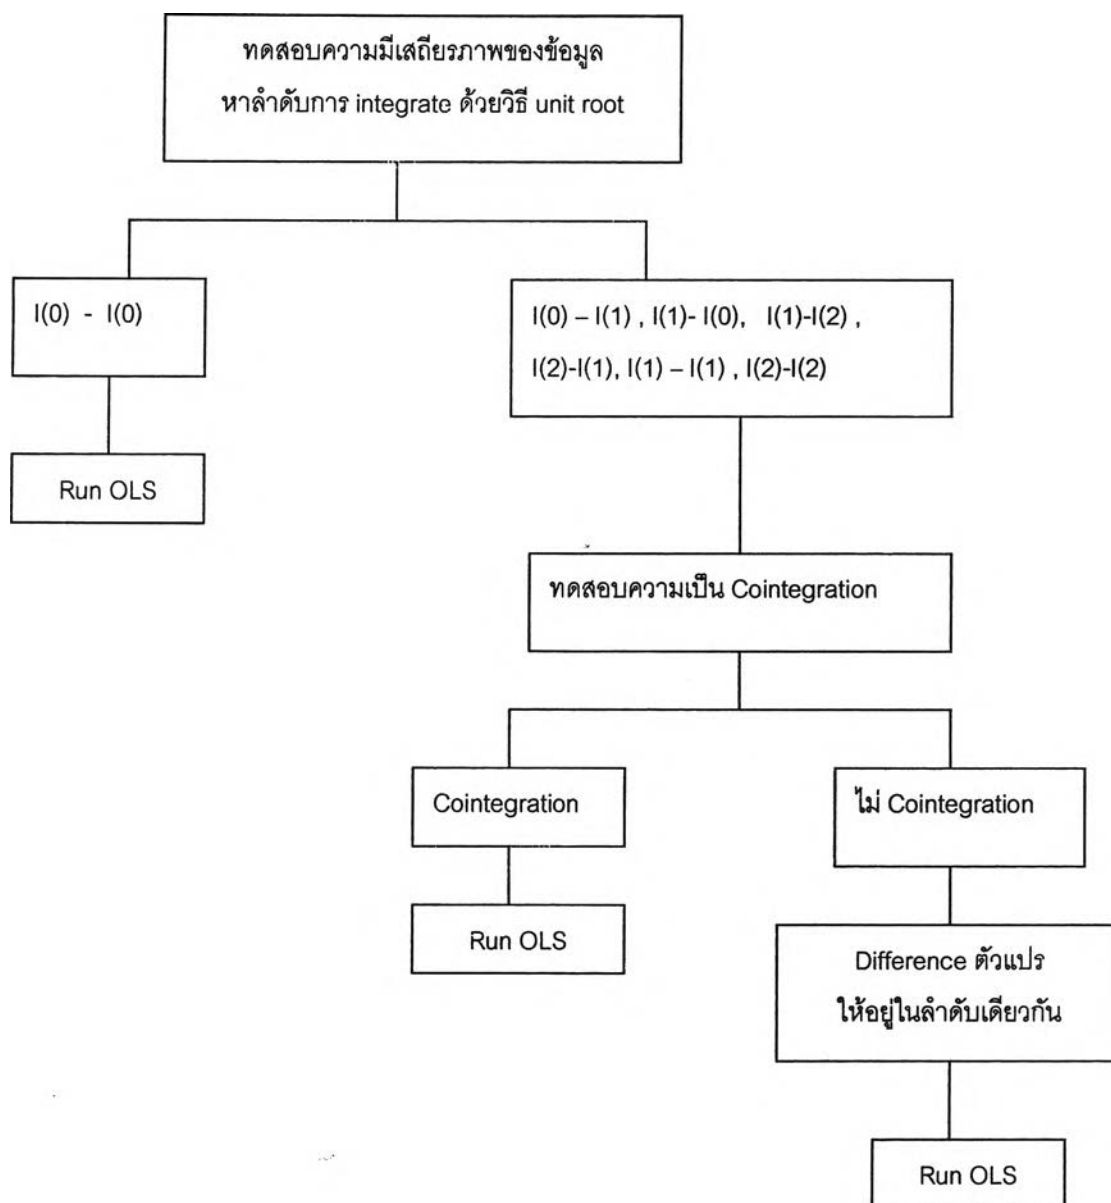 ทดสอบความมีเสถียรภาพของข้อมูล
หาลำดับการ integrate ด้วยวิธี unit root
I(0) - I(0)
I(0) – I(1) , I(1)- I(0), I(1)-I(2) ,
I(2)-I(1), I(1) – I(1) , I(2)-I(2)
Run OLS
ทดสอบความเป็น Cointegration
Cointegration
ไม่ Cointegration
Run OLS
Difference ตัวแปร
ให้อยู่ในลำดับเดียวกัน
Run OLS